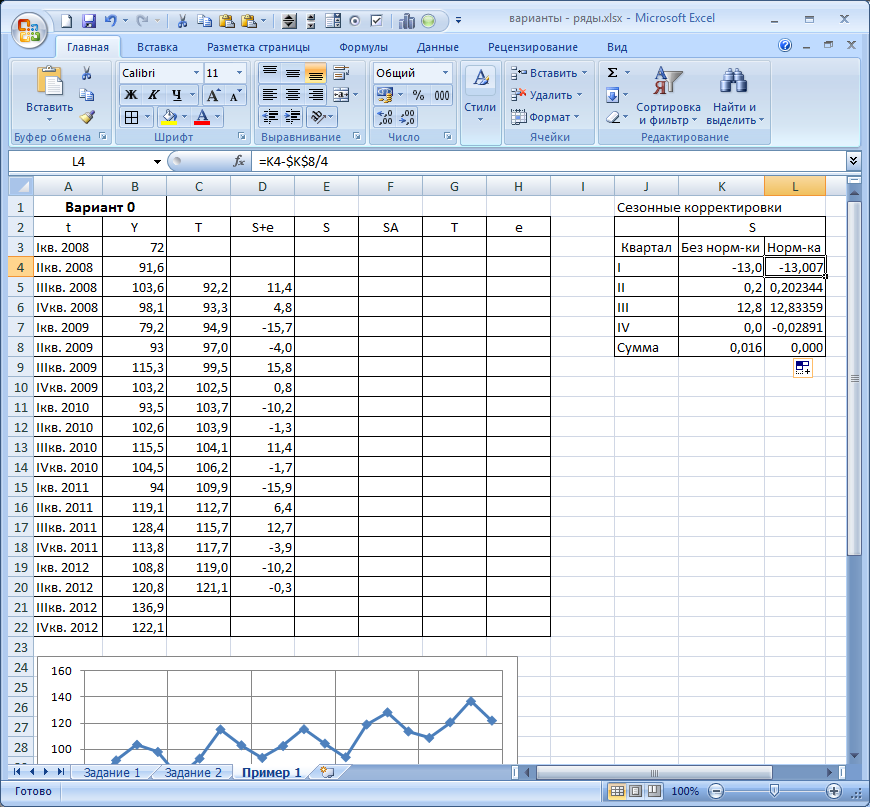 варианты - ряды.xlsx - Microsoft Excel
Главная Вставка Разметка страницы Формулы Данные Рецензирование Вид
Вставить
Буфер обмена
Calibri 11
Ж К Ч А А
А
Шрифт
Выравнивание
Общий
% 000
,00 ,0
Число
Стили
Вставить
Удалить
Формат
Ячейки
Σ
Сортировка и фильтр
Найти и выделить
Редактирование
L4 fx =K4-$K$8/4
A B C D E F G H I J K L
1 Вариант 0 Сезонные корректировки
2 t Y T S+e S SA T e S
3 Iкв. 2008 72 Квартал Без норм-ки Норм-ка
4 IIкв. 2008 91,6 I -13,0 -13,007
5 IIIкв. 2008 103,6 92,2 11,4 II 0,2 0,202344
6 IVкв. 2008 98,1 93,3 4,8 III 12,8 12,83359
7 Iкв. 2009 79,2 94,9 -15,7 IV 0,0 -0,02891
8 IIкв. 2009 93 97,0 -4,0 Сумма 0,016 0,000
9 IIIкв. 2009 115,3 99,5 15,8
10 IVкв. 2009 103,2 102,5 0,8
11 Iкв. 2010 93,5 103,7 -10,2
12 IIкв. 2010 102,6 103,9 -1,3
13 IIIкв. 2010 115,5 104,1 11,4
14 IVкв. 2010 104,5 106,2 -1,7
15 Iкв. 2011 94 109,9 -15,9
16 IIкв. 2011 119,1 112,7 6,4
17 IIIкв. 2011 128,4 115,7 12,7
18 IVкв. 2011 113,8 117,7 -3,9
19 Iкв. 2012 108,8 119,0 -10,2
20 IIкв. 2012 120,8 121,1 -0,3
21 IIIкв. 2012 136,9
22 IVкв. 2012 122,1
23
24 160
25
26 140
27 120
28 100
Задание 1 Задание 2 Пример 1
Готово 100%